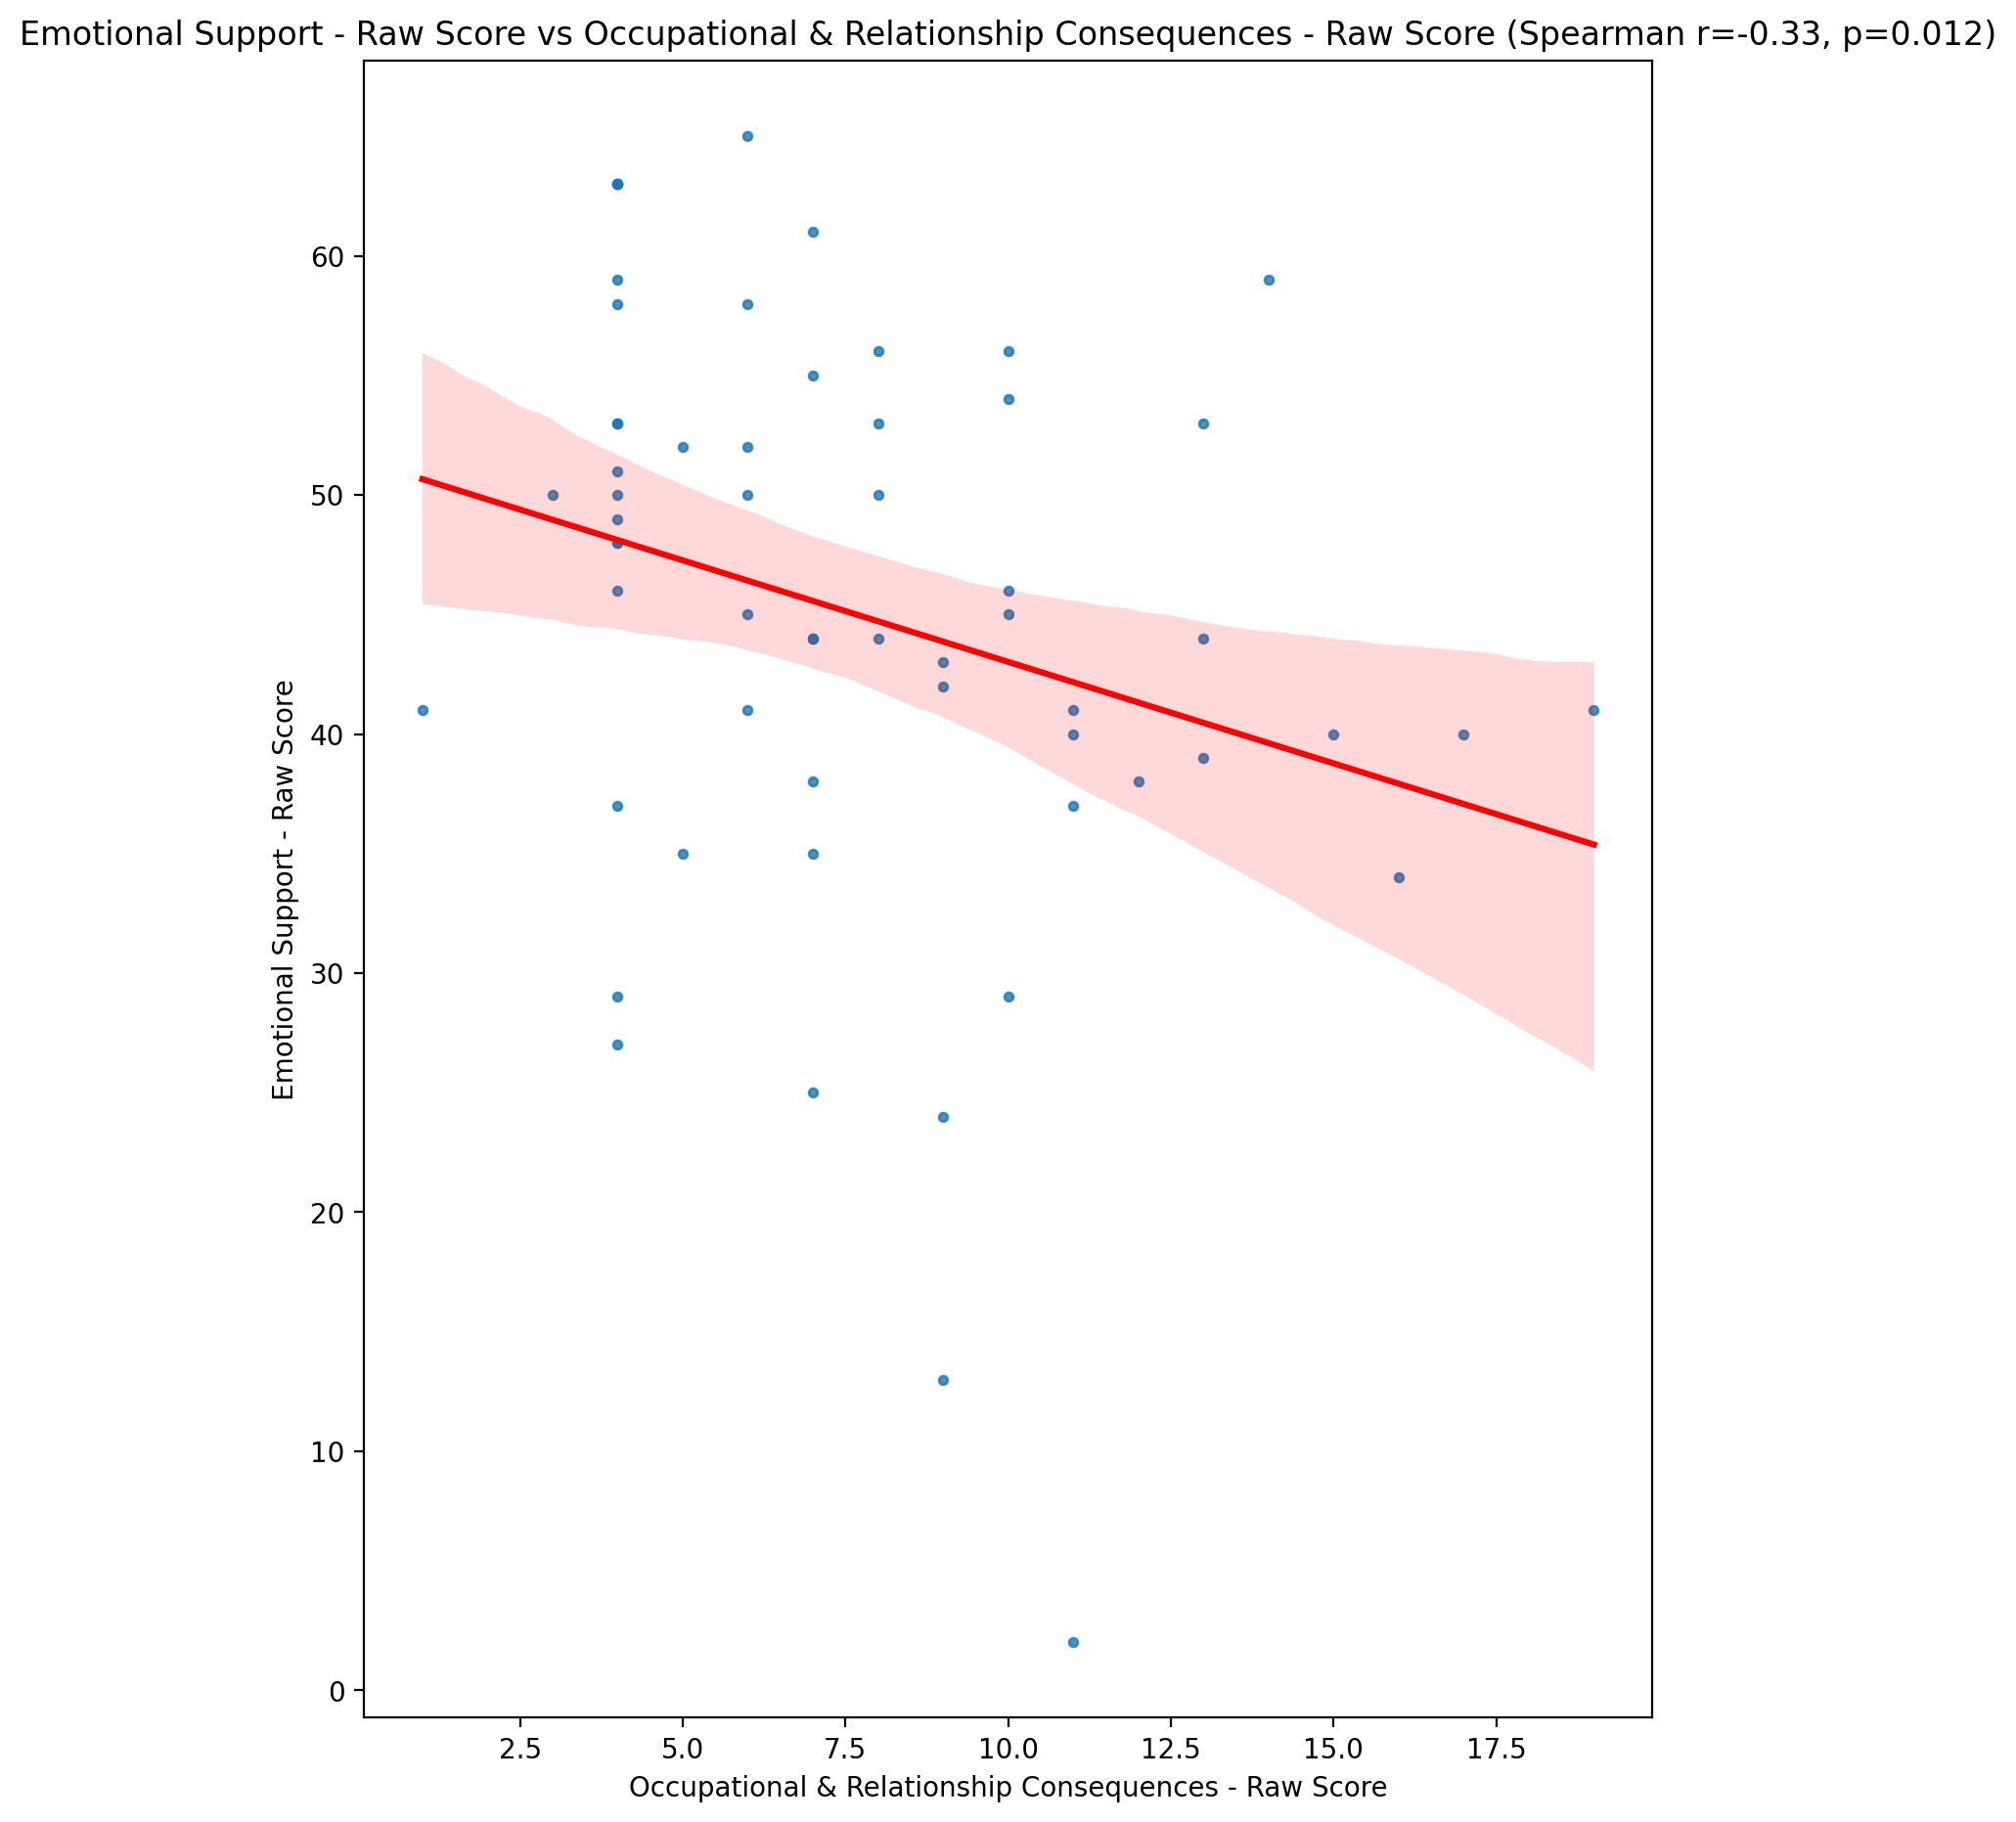 Emotional Support - Raw Score vs Occupational & Relationship Consequences - Raw Score (Spearman r=-0.33, p=0.012)
Emotional Support - Raw Score
60
50
40
30
20
10
0
2.5 5.0 7.5 10.0 12.5 15.0 17.5
Occupational & Relationship Consequences - Raw Score